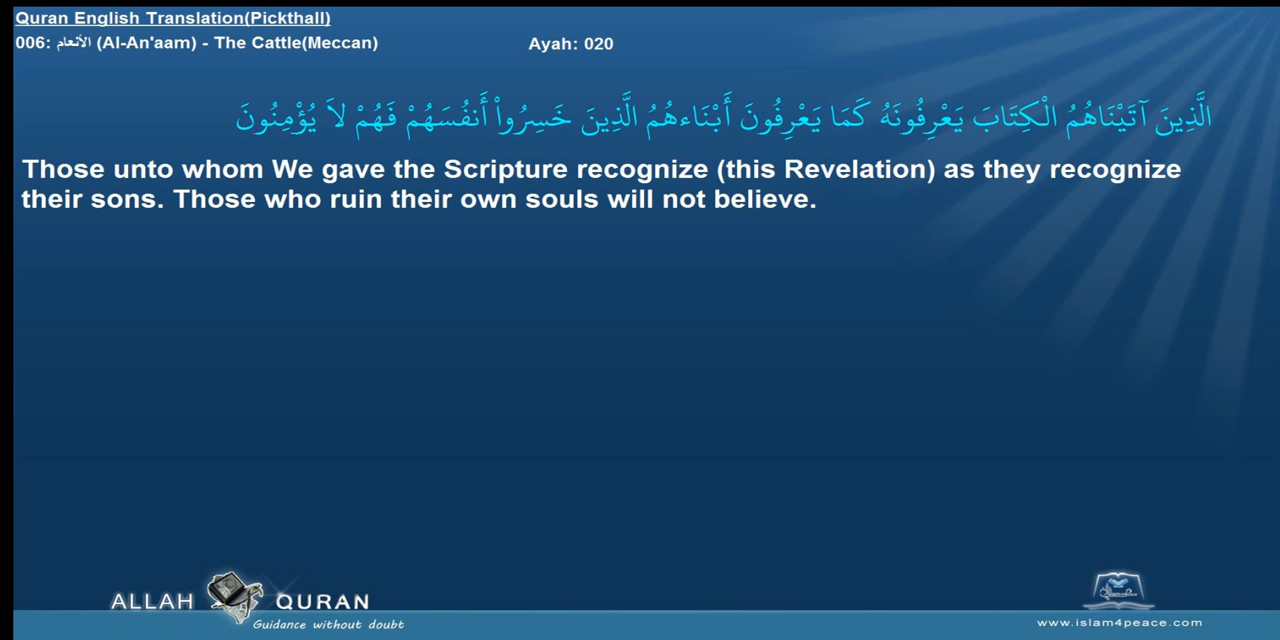 Quran English Translation(Pickthall)
006: الأنعام (Al-An'aam) - The Cattle(Meccan) Ayah: 020
الَّذِينَ آتَيْنَاهُمُ الْكِتَابَ يَعْرِفُونَهُ كَمَا يَعْرِفُونَ أَبْنَاءهُمُ الَّذِينَ خَسِرُواْ أَنفُسَهُمْ فَهُمْ لاَ يُؤْمِنُونَ
Those unto whom We gave the Scripture recognize (this Revelation) as they recognize
their sons. Those who ruin their own souls will not believe.
ALLAH QURAN
Guidance without doubt
www.islam4peace.com